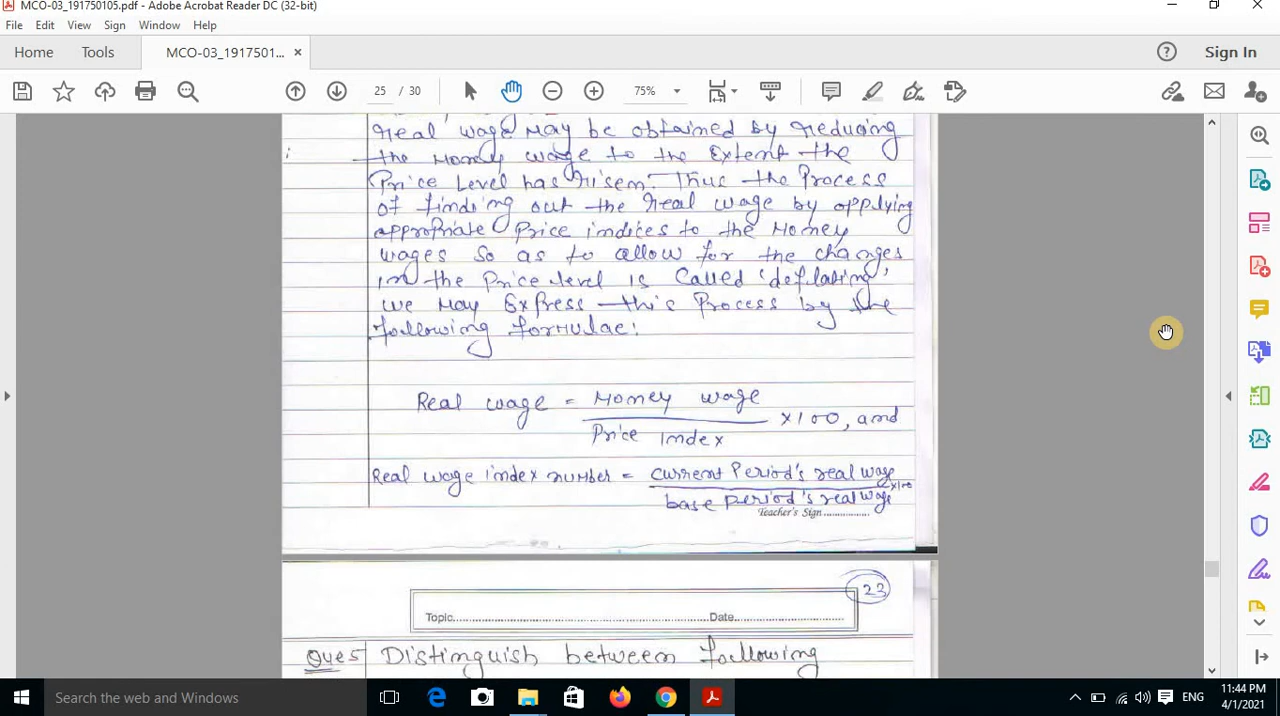 MCO-03_191750105.pdf - Adobe Acrobat Reader DC (32-bit)
File Edit View Sign Window Help
Home Tools MCO-03_1917501... × Sign In
25 / 30 75%
real wage may be obtained by reducing
the money wage to the Extent the
Price Level has risen. Thus the Process
of finding out the real wage by applying
appropriate Price indices to the Money
wages so as to allow for the changes
in the Price level is called 'deflating'
we may Express this Process by the
following formulae:
Real wage = Money wage
Price index ×100, and
Real wage index number = current Period's real wage
base period's real wage ×100
Teacher's Sign
23
Topic Date
Ques Distinguish between following
Search the web and Windows
ENG
11:44 PM
4/1/2021